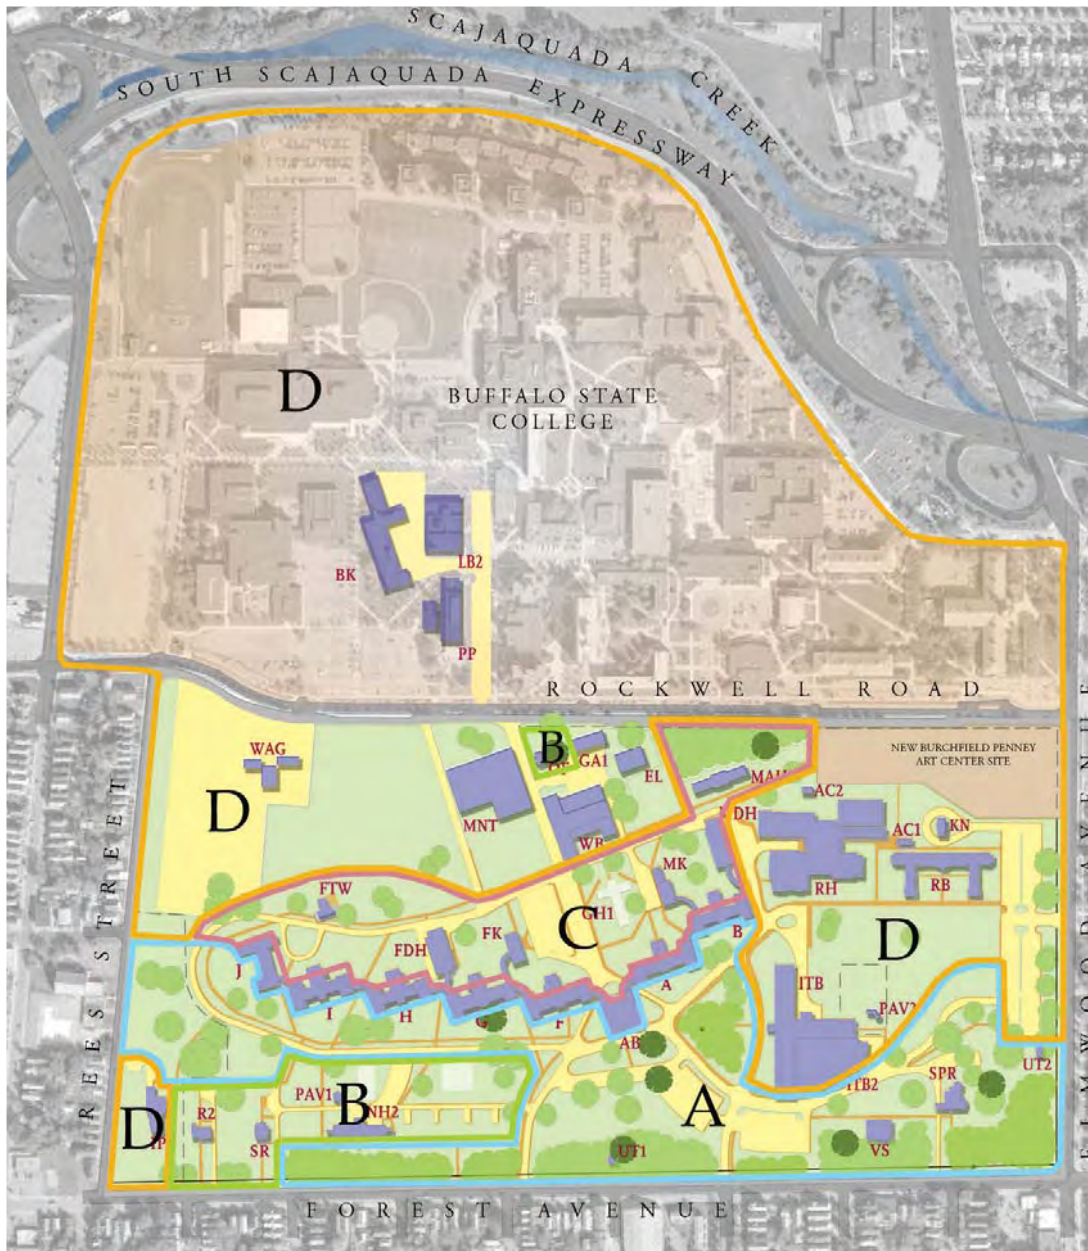 SCAJAQUADA CREEK
SOUTH SCAJAQUADA EXPRESSWAY
D
BUFFALO STATE
COLLEGE
BK
LB2
PP
ROCKWELL ROAD
WAG
B
GA1
EL
MAH
NEW BURCHFIELD PENNEY
ART CENTER SITE
D
MNT
WB
AC2
AC1
KN
MK
RH
RB
FTW
GH1
C
FDH
FK
B
D
J
I
H
G
F
A
AB
ITB
PAV2
REES STREET
ELMWOOD AVENUE
UT2
SPR
ITB2
PAV1
B
NH2
A
D
R2
SR
UT1
VS
FOREST AVENUE